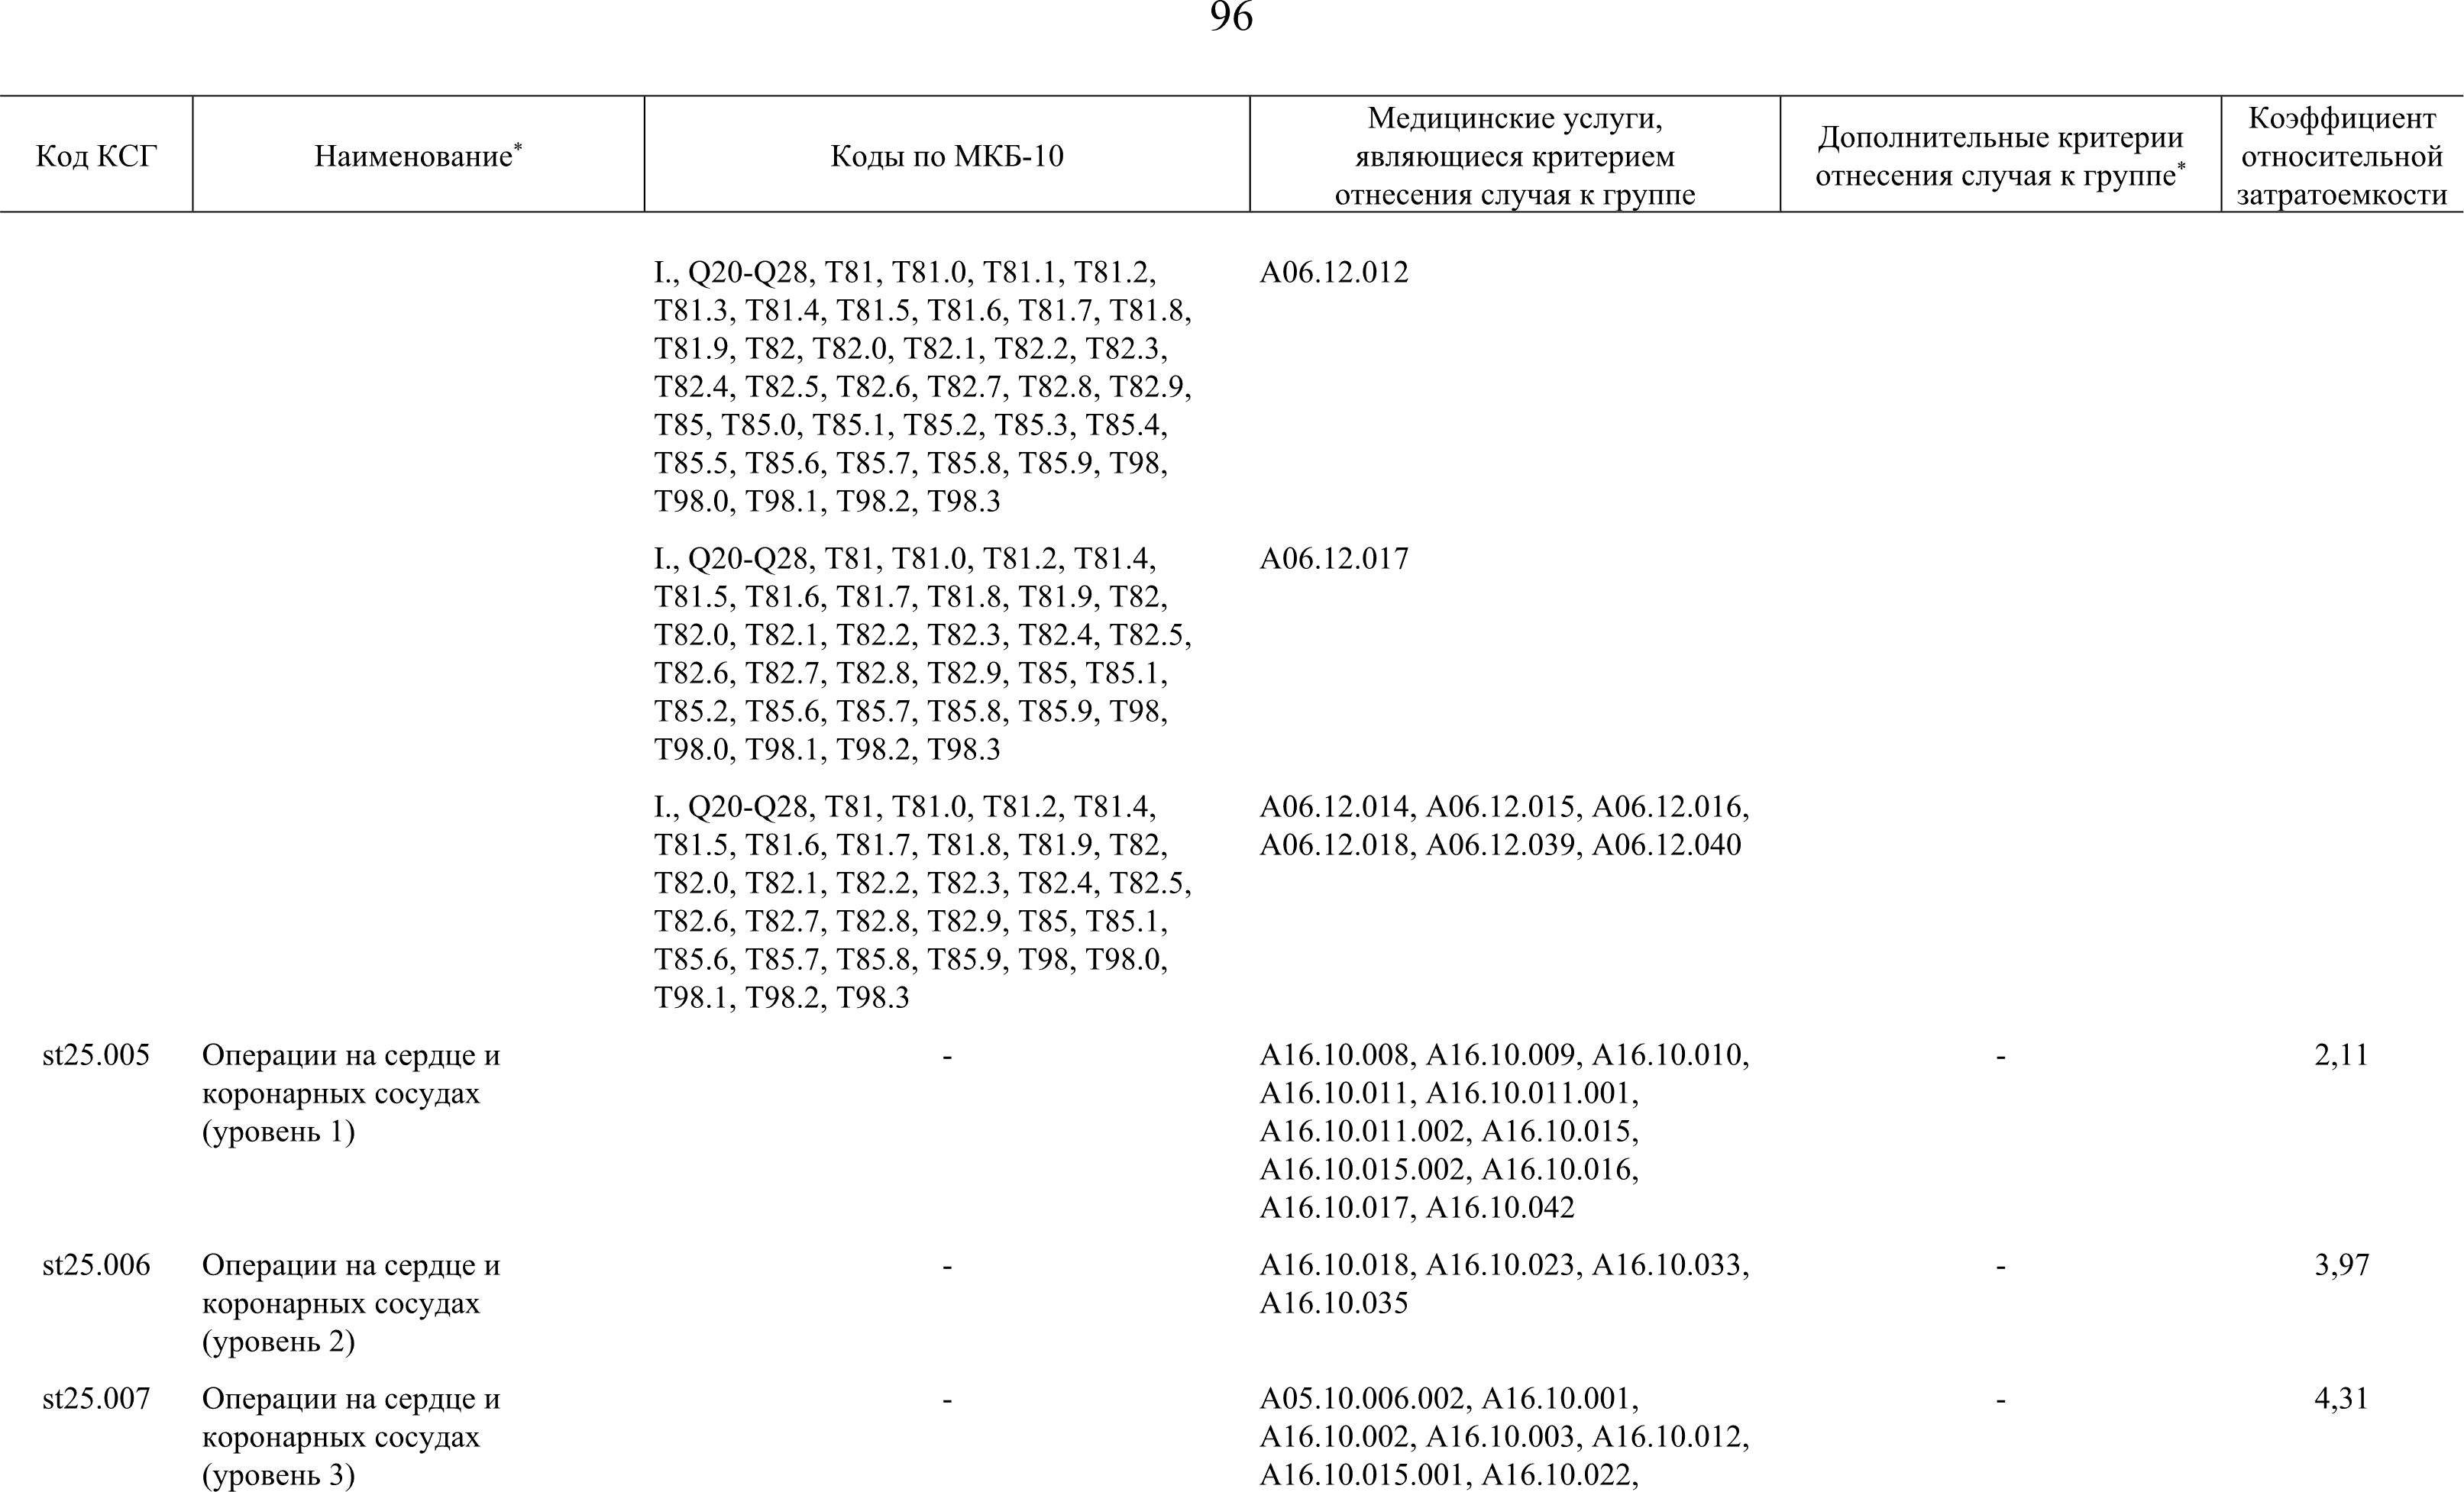 96
Код КСГ
Наименование*
Коды по МКБ-10
Медицинские услуги,
являющиеся критерием
отнесения случая к группе
Дополнительные критерии
отнесения случая к группе*
Коэффициент
относительной
затратоемкости
I., Q20-Q28, T81, T81.0, T81.1, T81.2,
T81.3, T81.4, T81.5, T81.6, T81.7, T81.8,
T81.9, T82, T82.0, T82.1, T82.2, T82.3,
T82.4, T82.5, T82.6, T82.7, T82.8, T82.9,
T85, T85.0, T85.1, T85.2, T85.3, T85.4,
T85.5, T85.6, T85.7, T85.8, T85.9, T98,
T98.0, T98.1, T98.2, T98.3
A06.12.012
I., Q20-Q28, T81, T81.0, T81.2, T81.4,
T81.5, T81.6, T81.7, T81.8, T81.9, T82,
T82.0, T82.1, T82.2, T82.3, T82.4, T82.5,
T82.6, T82.7, T82.8, T82.9, T85, T85.1,
T85.2, T85.6, T85.7, T85.8, T85.9, T98,
T98.0, T98.1, T98.2, T98.3
A06.12.017
I., Q20-Q28, T81, T81.0, T81.2, T81.4,
T81.5, T81.6, T81.7, T81.8, T81.9, T82,
T82.0, T82.1, T82.2, T82.3, T82.4, T82.5,
T82.6, T82.7, T82.8, T82.9, T85, T85.1,
T85.6, T85.7, T85.8, T85.9, T98, T98.0,
T98.1, T98.2, T98.3
A06.12.014, A06.12.015, A06.12.016,
A06.12.018, A06.12.039, A06.12.040
st25.005
Операции на сердце и
коронарных сосудах
(уровень 1)
-
A16.10.008, A16.10.009, A16.10.010,
A16.10.011, A16.10.011.001,
A16.10.011.002, A16.10.015,
A16.10.015.002, A16.10.016,
A16.10.017, A16.10.042
-
2,11
st25.006
Операции на сердце и
коронарных сосудах
(уровень 2)
-
A16.10.018, A16.10.023, A16.10.033,
A16.10.035
-
3,97
st25.007
Операции на сердце и
коронарных сосудах
(уровень 3)
-
A05.10.006.002, A16.10.001,
A16.10.002, A16.10.003, A16.10.012,
A16.10.015.001, A16.10.022,
-
4,31